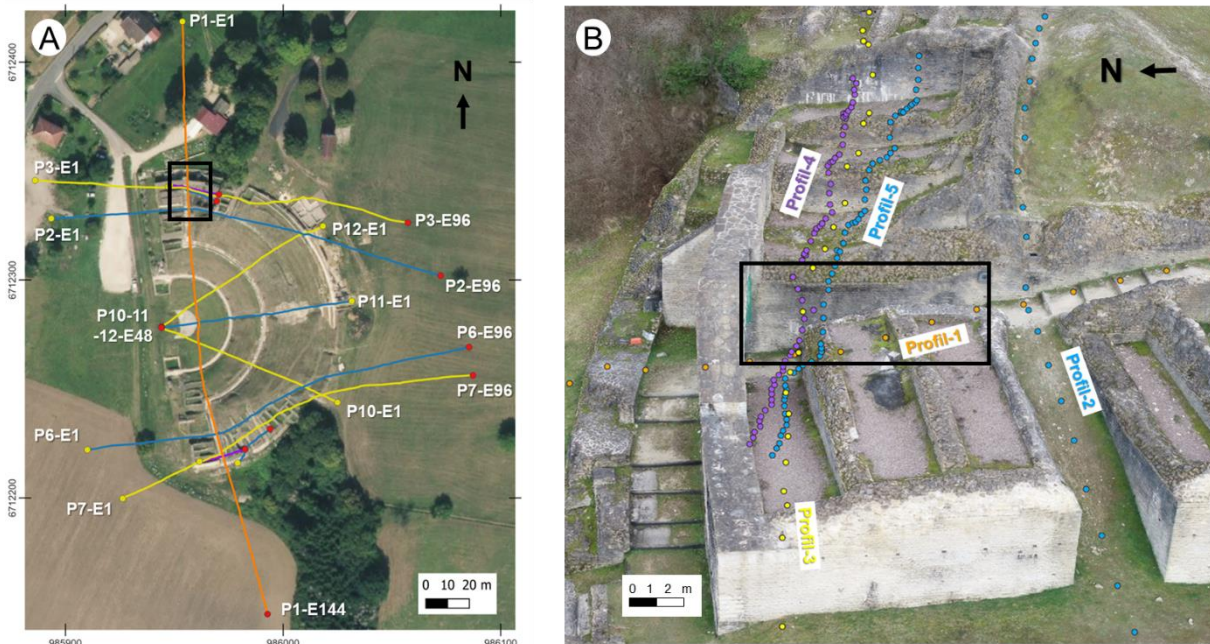 A
P1-E1
N
6712400
P3-E1
P2-E1
P12-E1
P3-E96
6712300
P2-E96
P10-11
-12-E48
P11-E1
P6-E96
P7-E96
P10-E1
P6-E1
P7-E1
6712200
0 10 20 m
P1-E144
985900
986000
986100
B
N
Profil-4
Profil-5
Profil-1
Profil-2
Profil-3
0 1 2 m